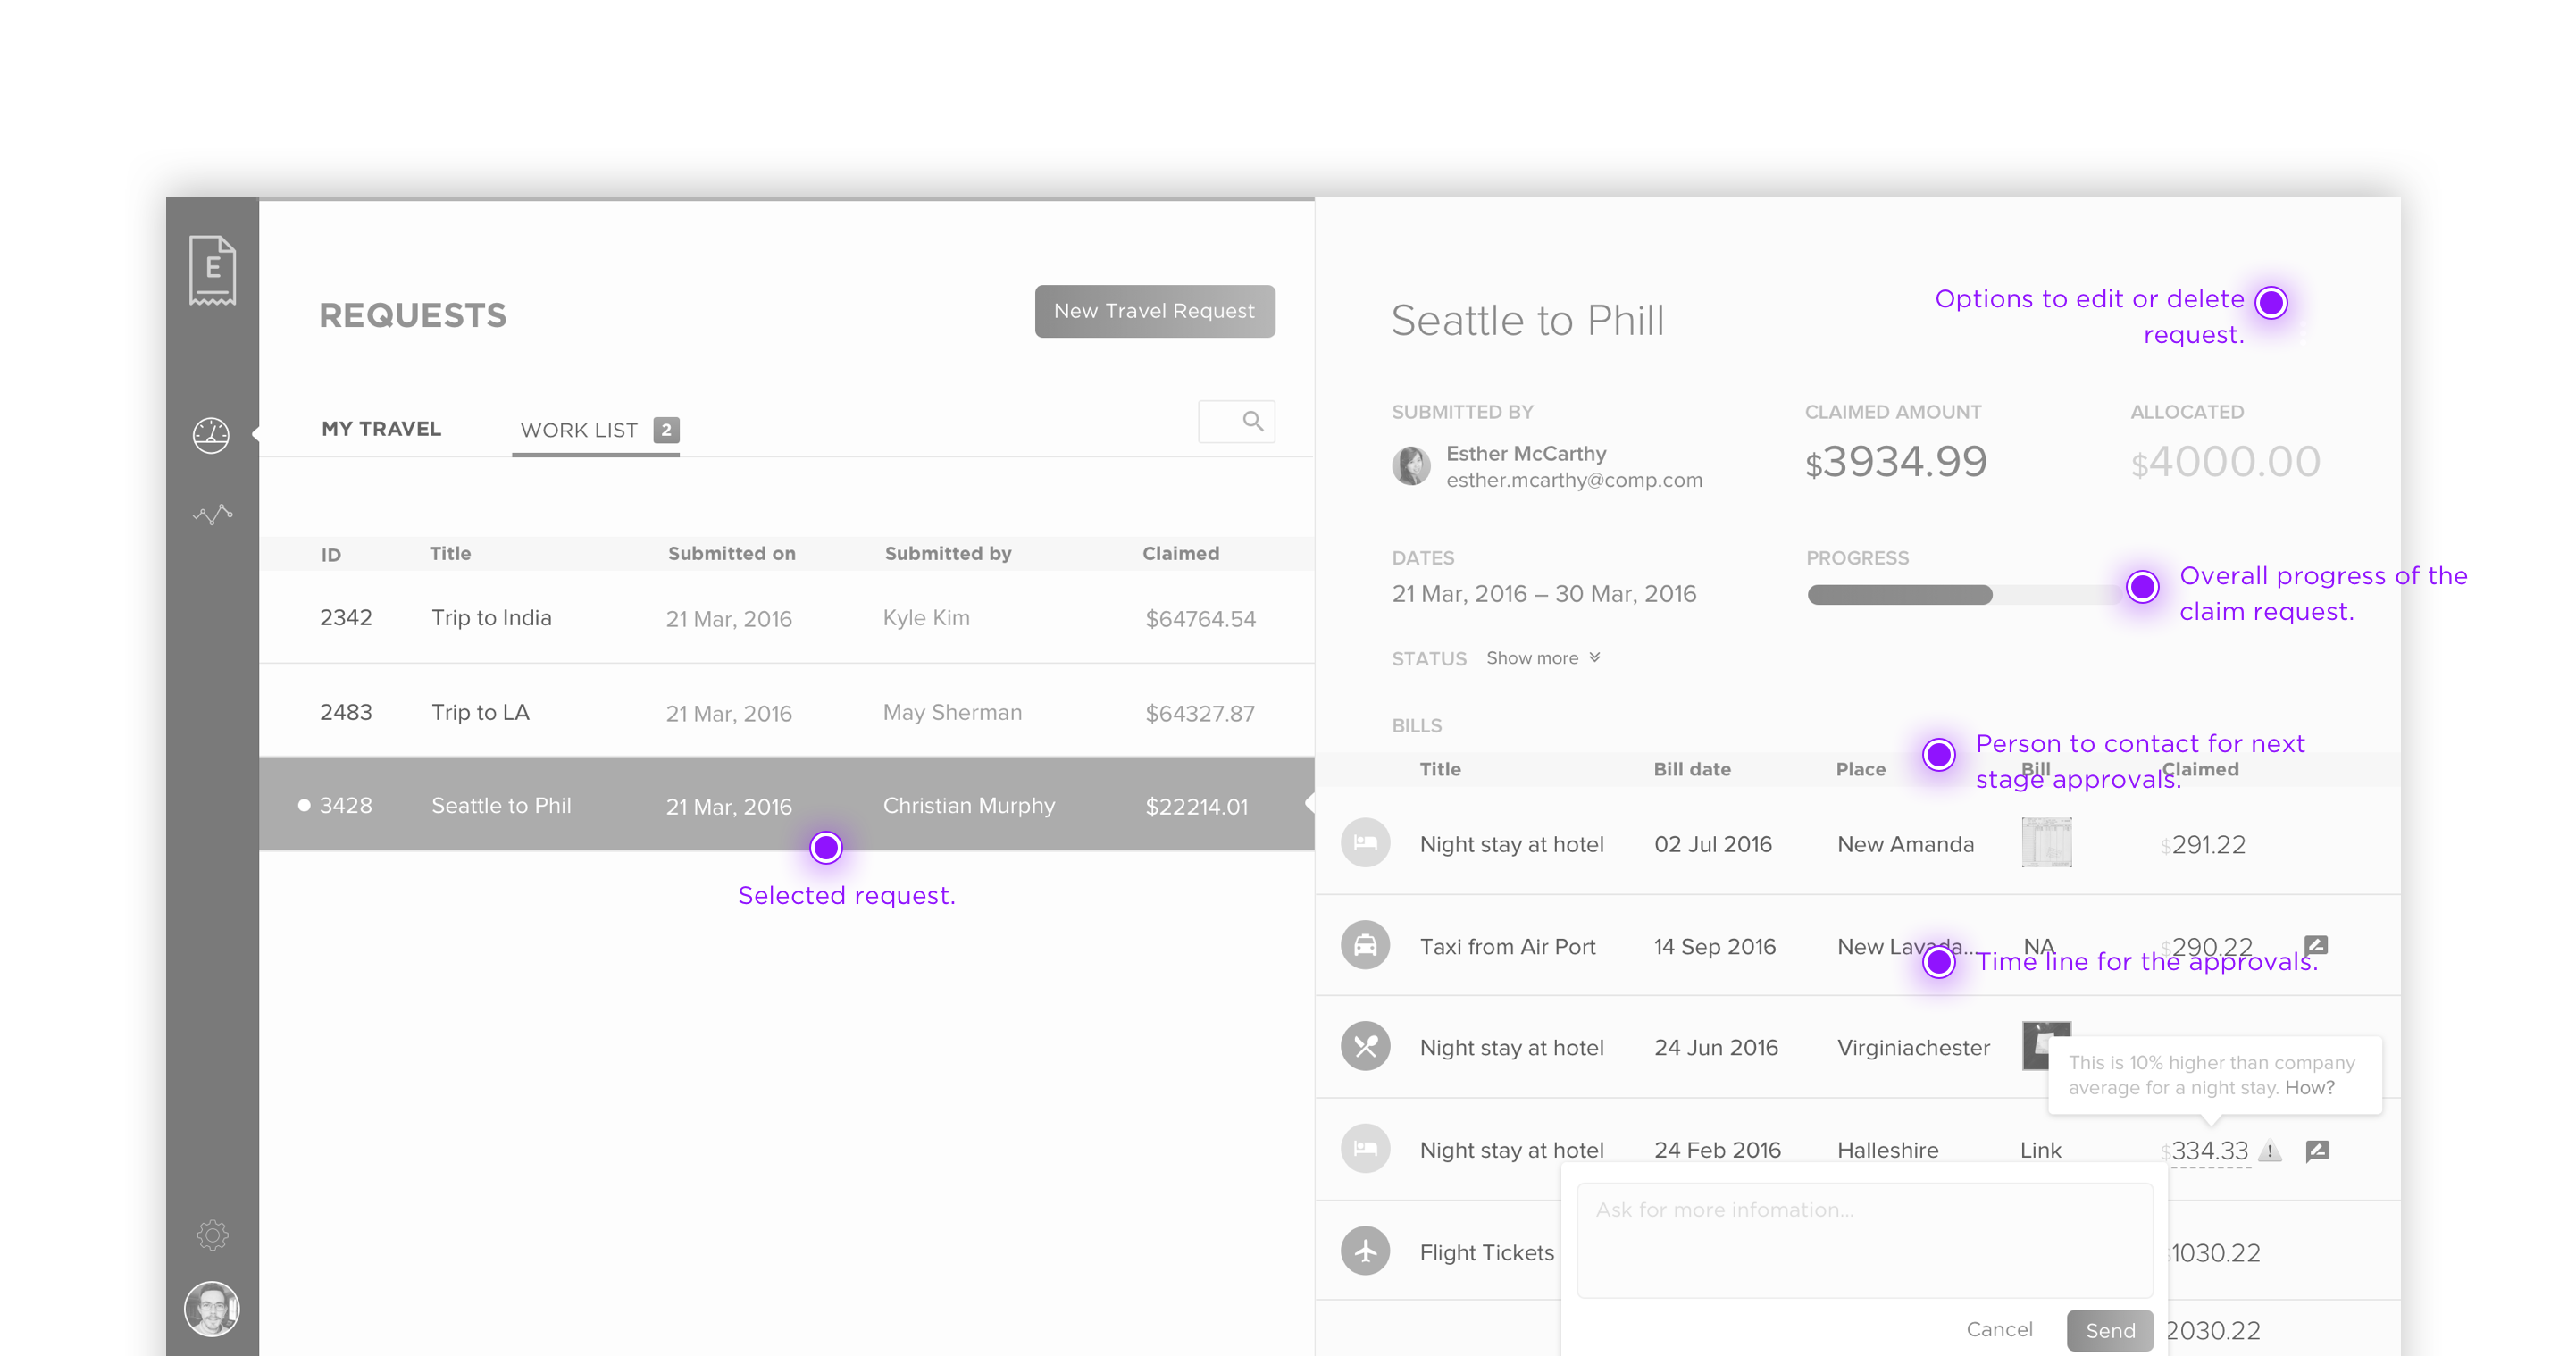 E
REQUESTS
New Travel Request
MY TRAVEL
WORK LIST 2
ID Title Submitted on Submitted by Claimed
2342 Trip to India 21 Mar, 2016 Kyle Kim $64764.54
2483 Trip to LA 21 Mar, 2016 May Sherman $64327.87
3428 Seattle to Phil 21 Mar, 2016 Christian Murphy $22214.01
Selected request.
Seattle to Phill
Options to edit or delete
request.
SUBMITTED BY CLAIMED AMOUNT ALLOCATED
Esther McCarthy
esther.mcarthy@comp.com
$3934.99
$4000.00
DATES PROGRESS
21 Mar, 2016 – 30 Mar, 2016
Overall progress of the
claim request.
STATUS Show more
BILLS
Person to contact for next
stage approvals.
Title Bill date Place Bill Claimed
Night stay at hotel 02 Jul 2016 New Amanda $291.22
Taxi from Air Port 14 Sep 2016 New Lavada... NA $290.22
Time line for the approvals.
Night stay at hotel 24 Jun 2016 Virginiachester
This is 10% higher than company
average for a night stay. How?
Night stay at hotel 24 Feb 2016 Halleshire Link $334.33
Ask for more infomation...
Flight Tickets $1030.22
Cancel Send
2030.22